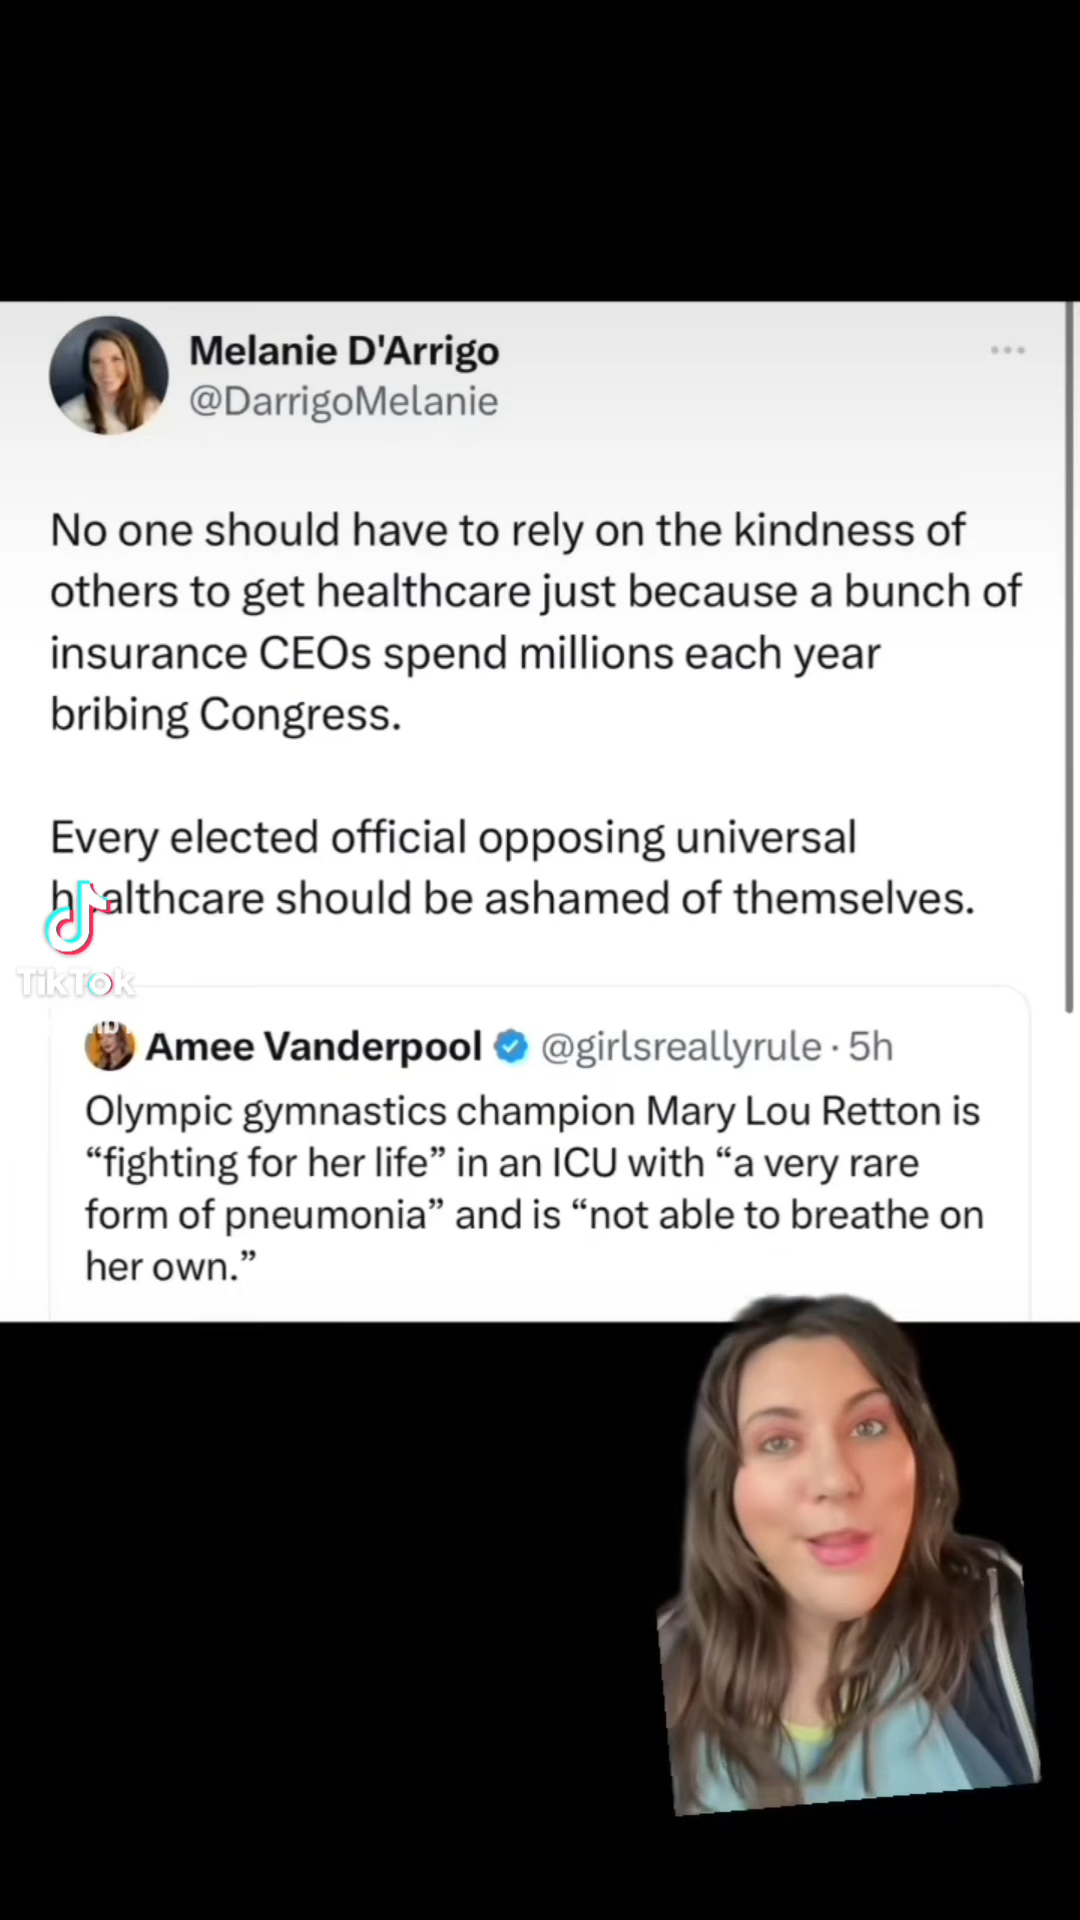 Melanie D'Arrigo
@DarrigoMelanie
No one should have to rely on the kindness of
others to get healthcare just because a bunch of
insurance CEOs spend millions each year
bribing Congress.
Every elected official opposing universal
healthcare should be ashamed of themselves.
TikTok
Amee Vanderpool @girlsreallyrule · 5h
Olympic gymnastics champion Mary Lou Retton is
“fighting for her life” in an ICU with “a very rare
form of pneumonia” and is “not able to breathe on
her own.”